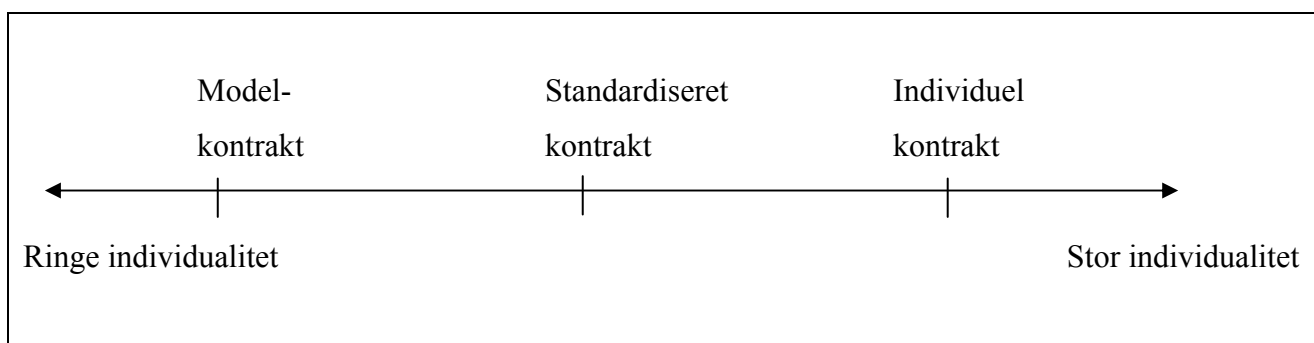 Model-
kontrakt
Standardiseret
kontrakt
Individuel
kontrakt
Ringe individualitet
Stor individualitet